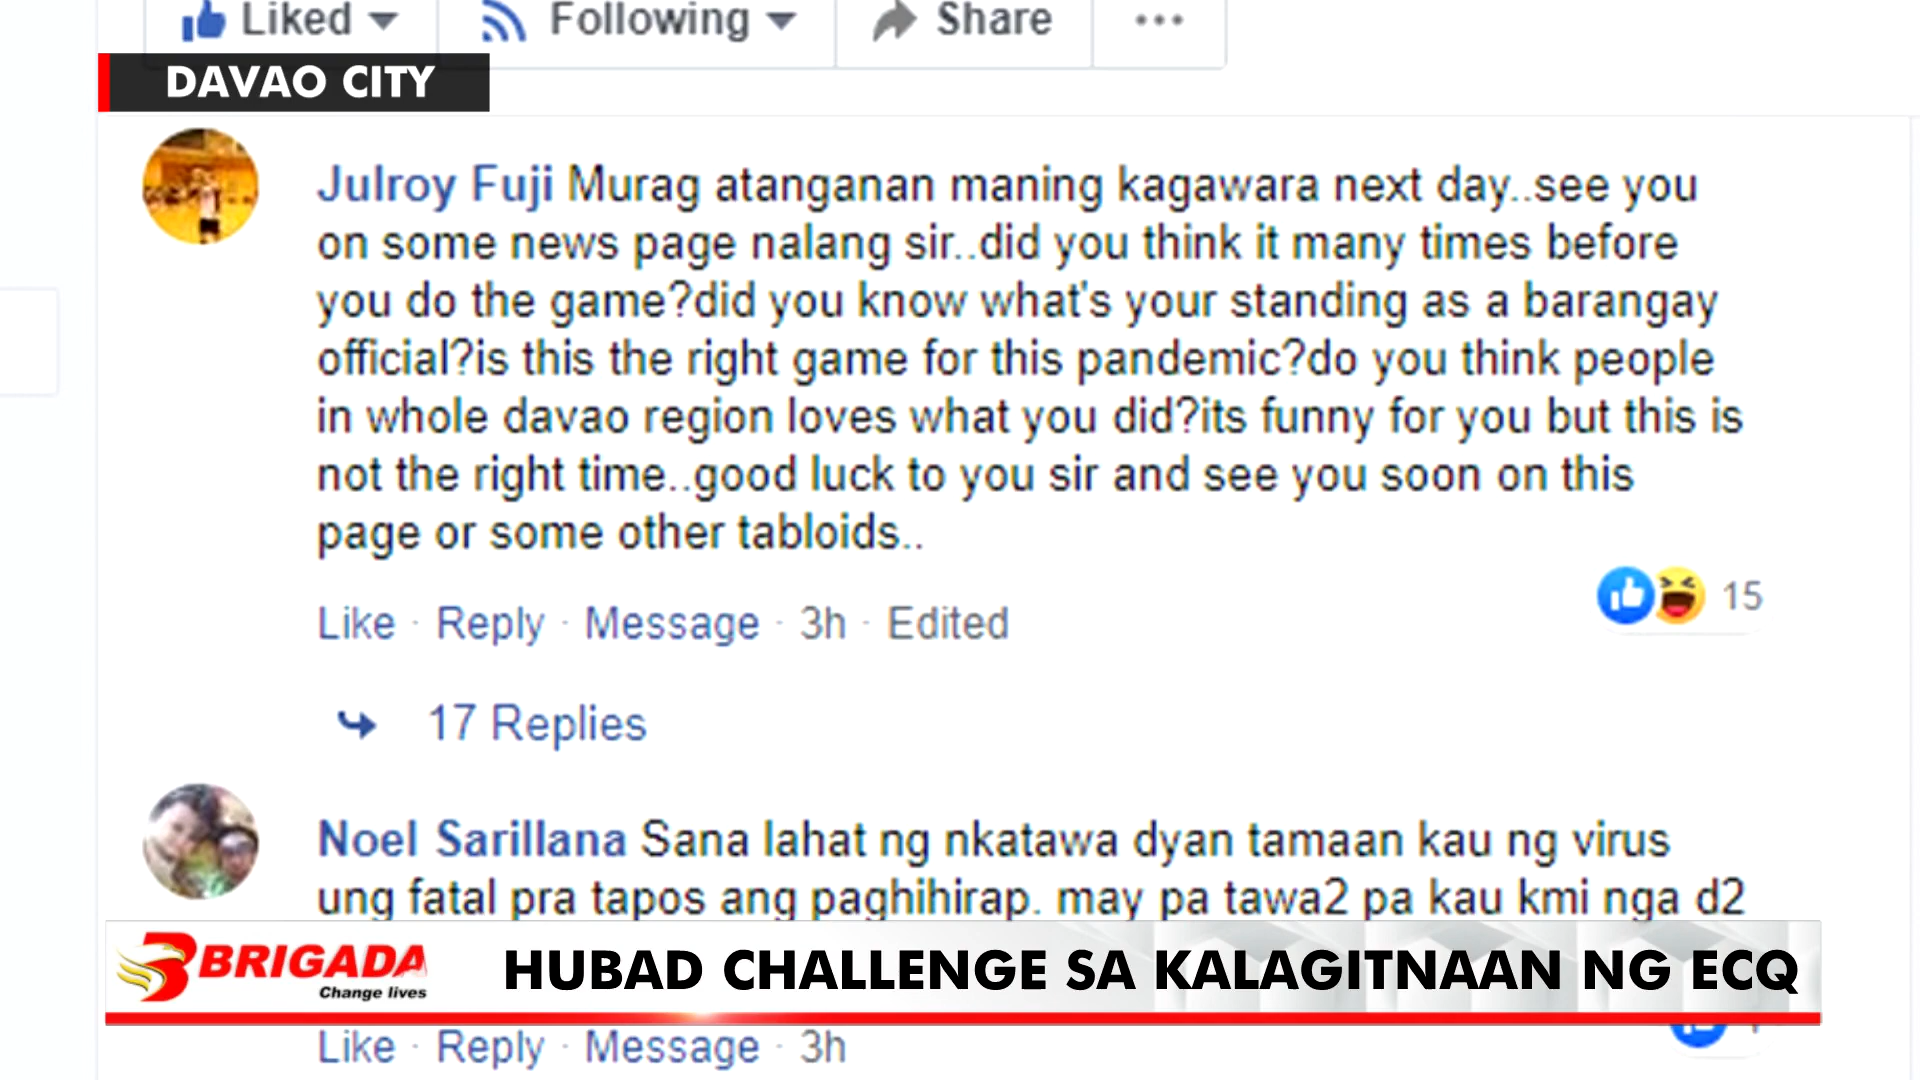 Liked Following Share
DAVAO CITY
Julroy Fuji Murag atanganan maning kagawara next day..see you
on some news page nalang sir..did you think it many times before
you do the game?did you know what's your standing as a barangay
official?is this the right game for this pandemic?do you think people
in whole davao region loves what you did?its funny for you but this is
not the right time..good luck to you sir and see you soon on this
page or some other tabloids..
15
Like · Reply · Message · 3h · Edited
17 Replies
Noel Sarillana Sana lahat ng nkatawa dyan tamaan kau ng virus
ung fatal pra tapos ang paghihirap. may pa tawa2 pa kau kmi nga d2
BRIGADA
Change lives
HUBAD CHALLENGE SA KALAGITNAAN NG ECQ
Like · Reply · Message · 3h